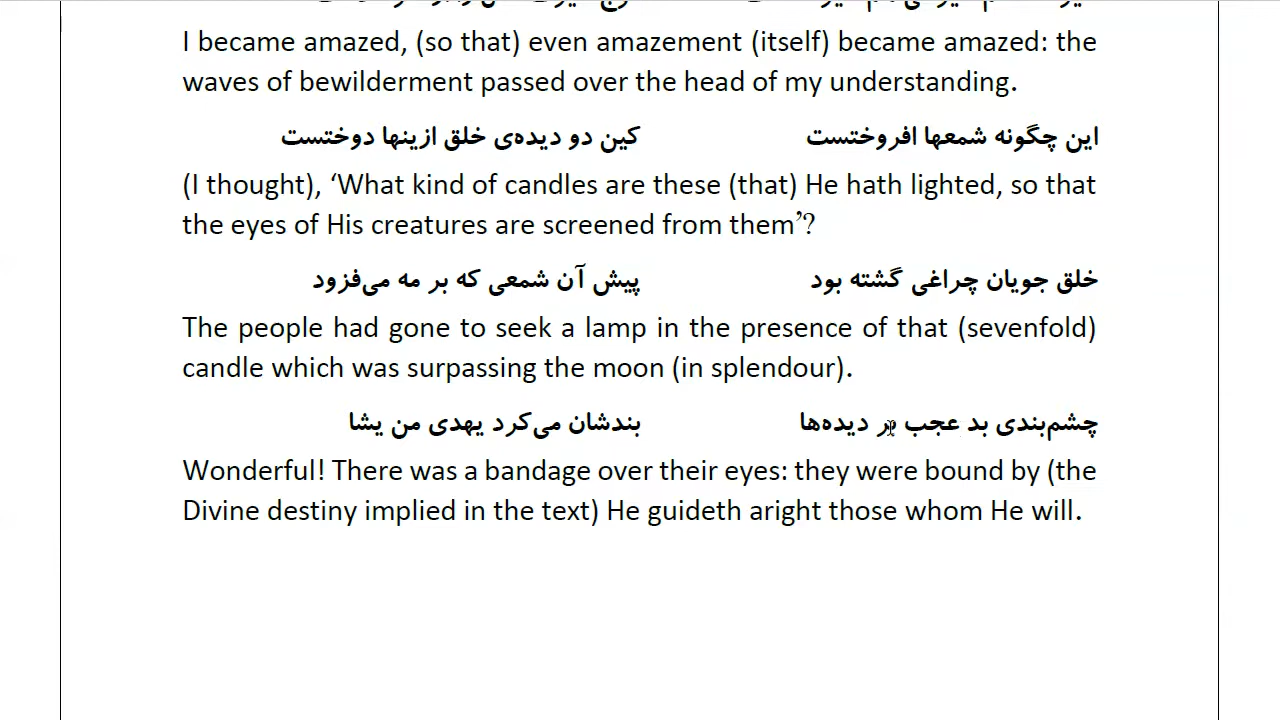 I became amazed, (so that) even amazement (itself) became amazed: the
waves of bewilderment passed over the head of my understanding.
این چگونه شمعها افروختست کین دو دیده‌ی خلق ازینها دوختست
(I thought), ‘What kind of candles are these (that) He hath lighted, so that
the eyes of His creatures are screened from them’?
خلق جویان چراغی گشته بود پیش آن شمعی که بر مه می‌فزود
The people had gone to seek a lamp in the presence of that (sevenfold)
candle which was surpassing the moon (in splendour).
چشم‌بندی بد عجب بر دیده‌ها بندشان می‌کرد یهدی من یشا
Wonderful! There was a bandage over their eyes: they were bound by (the
Divine destiny implied in the text) He guideth aright those whom He will.